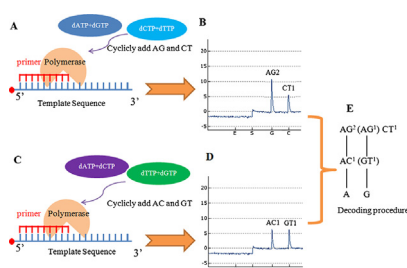 A
dATP+dGTP
dCTP+dTTP
Cyclicly add AG and CT
primer
Polymerase
5’
3’
Template Sequence
B
20
15
10
5
0
-5
AG2
CT1
E S G C
C
dATP+dCTP
dTTP+dGTP
Cyclicly add AC and GT
primer
Polymerase
5’
3’
Template Sequence
D
20
15
10
5
0
-5
AC1 GT1
E S G C
E
AG² (AG¹) CT¹
AC¹ (GT¹)
A G
Decoding procedure